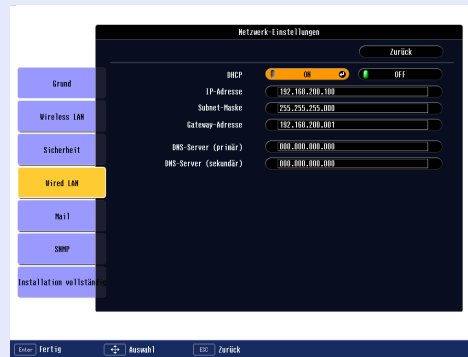 Netzwerk-Einstellungen
Zurück
DHCP ON OFF
IP-Adresse 192.168.200.100
Subnet-Maske 255.255.255.000
Gateway-Adresse 192.168.200.001
DNS-Server (primär) 000.000.000.000
DNS-Server (sekundär) 000.000.000.000
Grund
Wireless LAN
Sicherheit
Wired LAN
Mail
SNMP
Installation vollständig
Enter Fertig Auswahl ESC Zurück